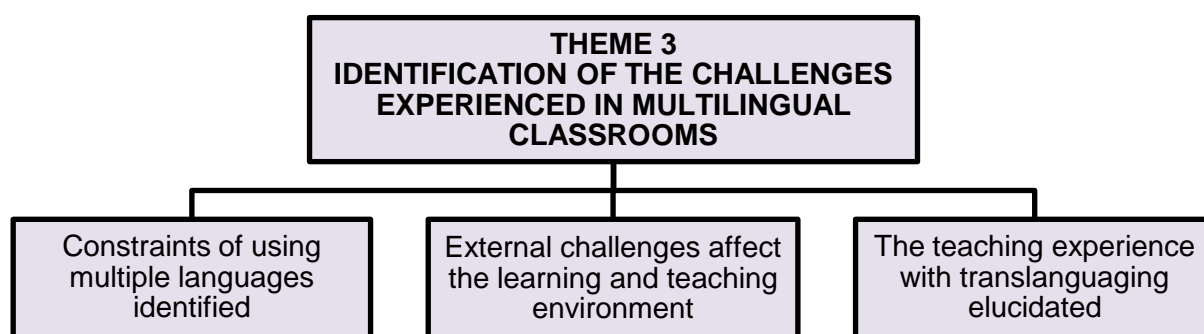 THEME 3
IDENTIFICATION OF THE CHALLENGES
EXPERIENCED IN MULTILINGUAL
CLASSROOMS
Constraints of using
multiple languages
identified
External challenges affect
the learning and teaching
environment
The teaching experience
with translanguaging
elucidated